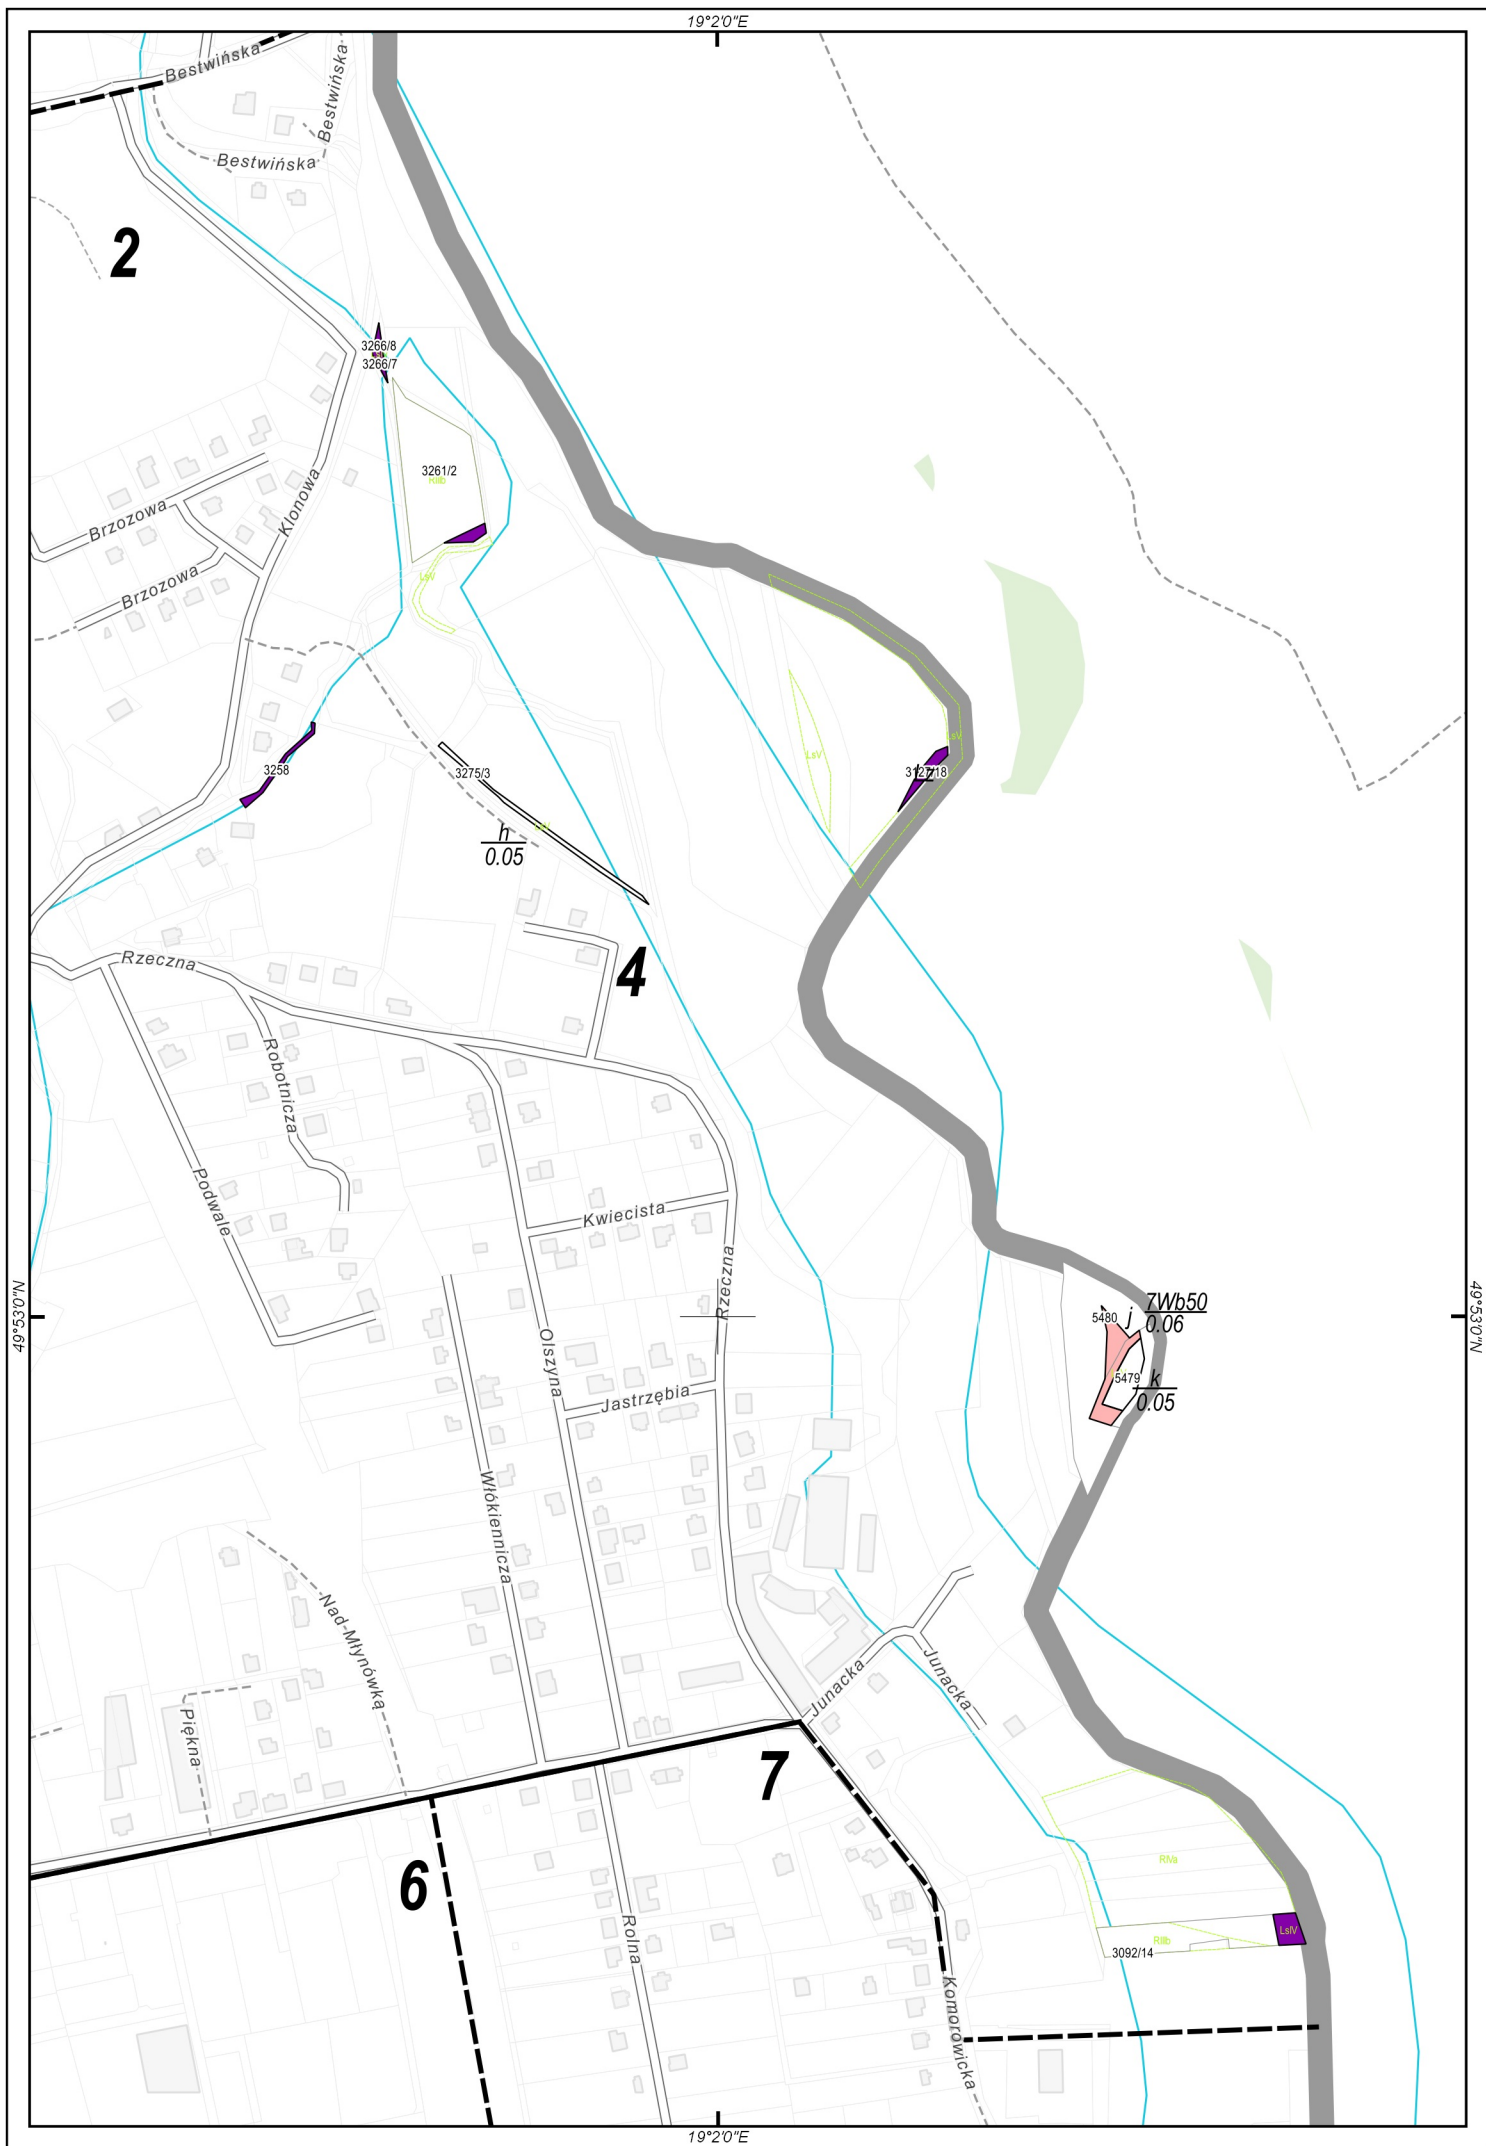 19°2'0"E
Bestwińska
Bestwińska
Bestwińska
2
3266/8
3266/7
3261/2
RIIIb
Klonowa
Brzozowa
Brzozowa
LsV
LsV
LsV
3127/18
Lz
3258
3275/3
LsV
h
0.05
4
Rzeczna
Robotnicza
Podwale
Kwiecista
Rzeczna
49°53'0"N
49°53'0"N
7Wb50
5480
j
0.06
5479
k
0.05
Olszyna
Jastrzębia
Włókiennicza
Nad Młynówką
Junacka
Junacka
Piękna
7
6
RIVa
Rolna
RIIIb
LsIV
3092/14
Komorowicka
19°2'0"E